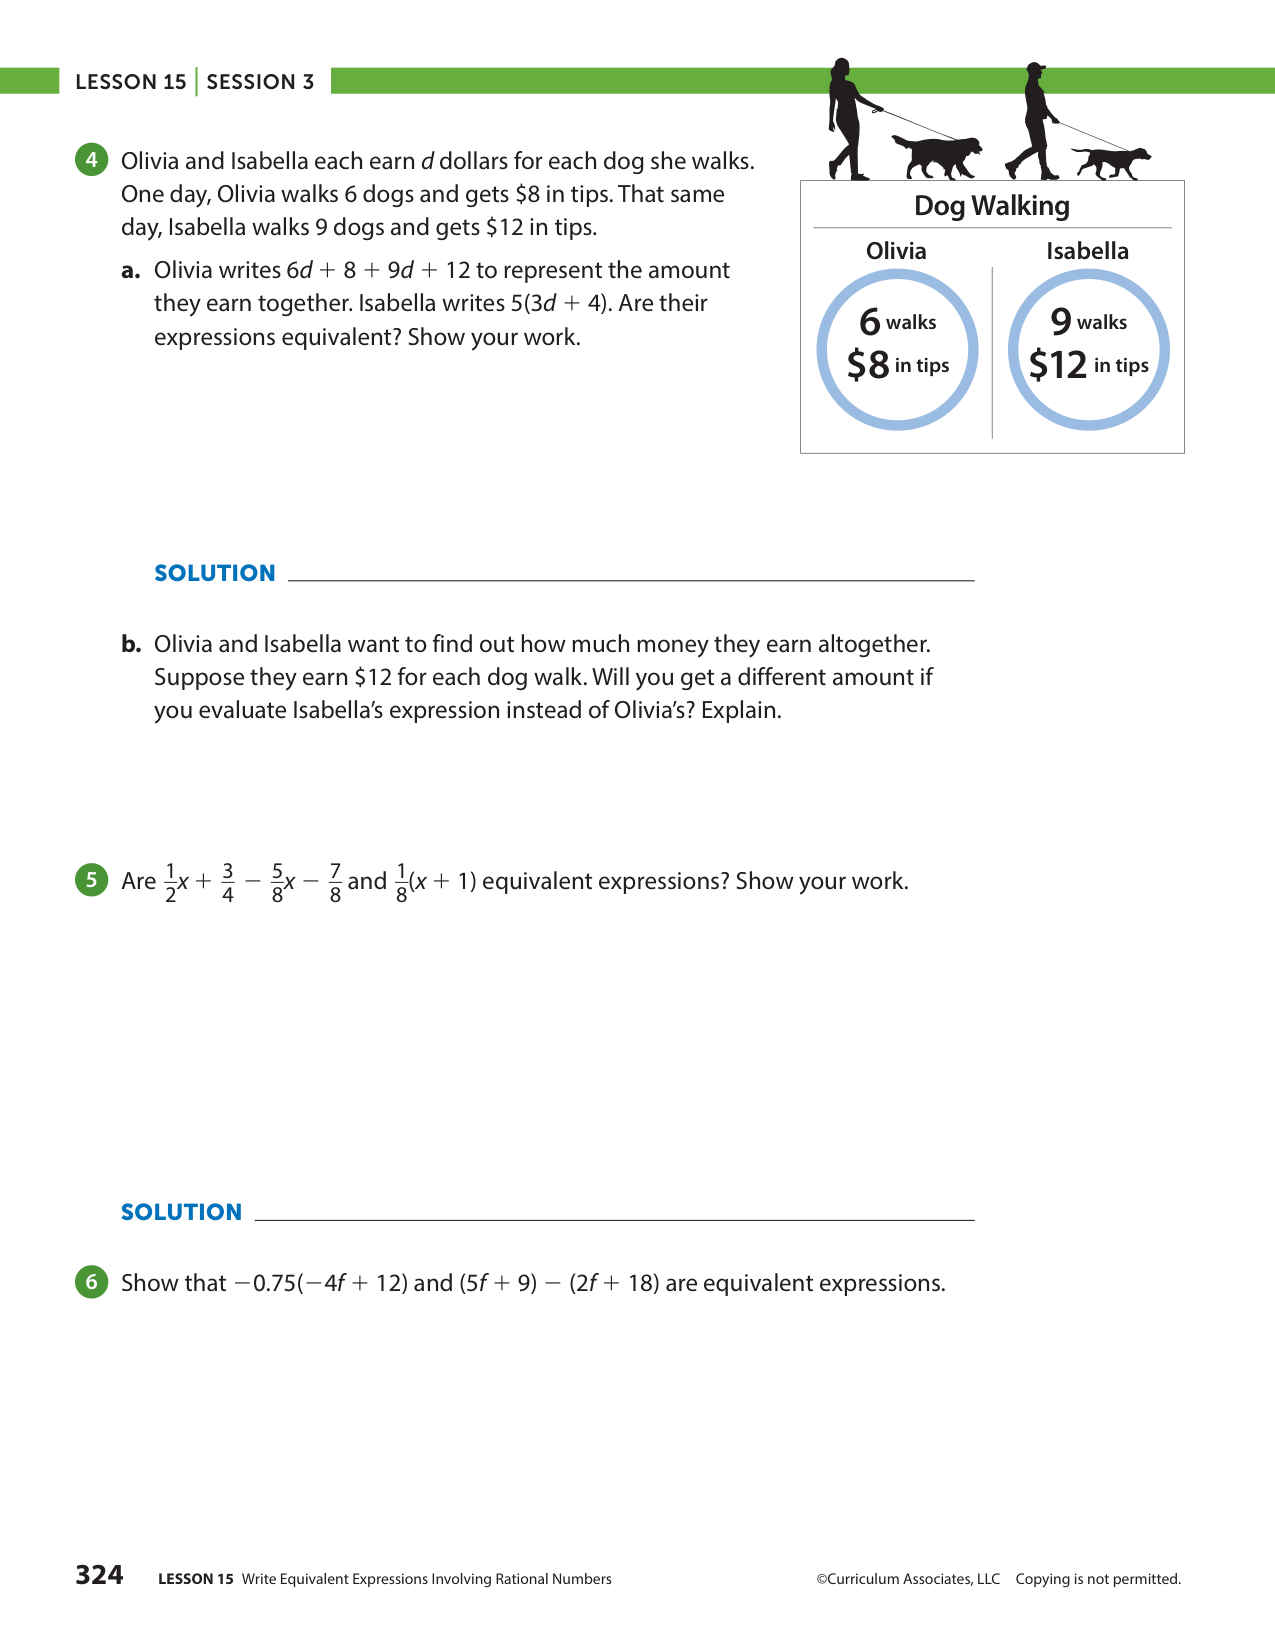 LESSON 15 | SESSION 3
4 Olivia and Isabella each earn d dollars for each dog she walks.
One day, Olivia walks 6 dogs and gets $8 in tips. That same
day, Isabella walks 9 dogs and gets $12 in tips.
a. Olivia writes 6d + 8 + 9d + 12 to represent the amount
they earn together. Isabella writes 5(3d + 4). Are their
expressions equivalent? Show your work.
Dog Walking
Olivia Isabella
6 walks 9 walks
$8 in tips $12 in tips
SOLUTION
b. Olivia and Isabella want to find out how much money they earn altogether.
Suppose they earn $12 for each dog walk. Will you get a different amount if
you evaluate Isabella's expression instead of Olivia's? Explain.
5 Are 1/2x + 3/4 − 5/8x − 7/8 and 1/8(x + 1) equivalent expressions? Show your work.
SOLUTION
6 Show that −0.75(−4f + 12) and (5f + 9) − (2f + 18) are equivalent expressions.
324 LESSON 15 Write Equivalent Expressions Involving Rational Numbers ©Curriculum Associates, LLC Copying is not permitted.